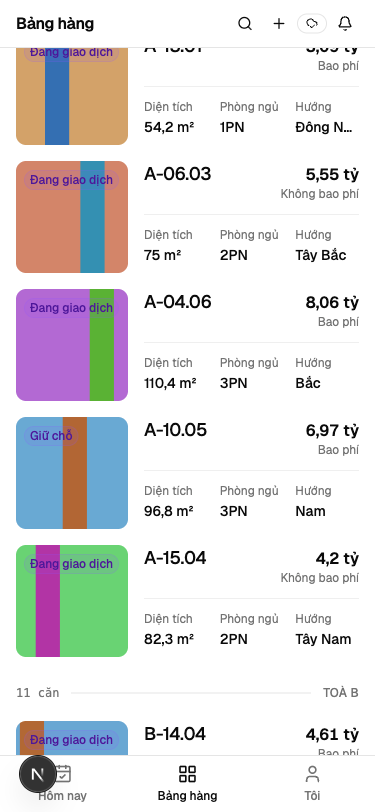 Bảng hàng
Đang giao dịch
Bao phí
Diện tích Phòng ngủ Hướng
54,2 m² 1PN Đông N...
Đang giao dịch
A-06.03
5,55 tỷ
Không bao phí
Diện tích Phòng ngủ Hướng
75 m² 2PN Tây Bắc
Đang giao dịch
A-04.06
8,06 tỷ
Bao phí
Diện tích Phòng ngủ Hướng
110,4 m² 3PN Bắc
Giữ chỗ
A-10.05
6,97 tỷ
Bao phí
Diện tích Phòng ngủ Hướng
96,8 m² 3PN Nam
Đang giao dịch
A-15.04
4,2 tỷ
Không bao phí
Diện tích Phòng ngủ Hướng
82,3 m² 2PN Tây Nam
11 căn TOÀ B
Đang giao dịch
B-14.04
4,61 tỷ
Bao phí
N
Hôm nay Bảng hàng Tôi